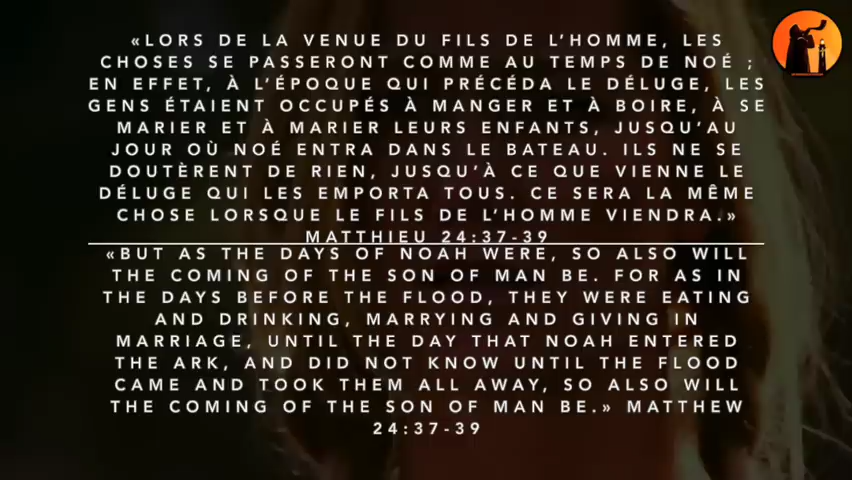 «LORS DE LA VENUE DU FILS DE L’HOMME, LES
CHOSES SE PASSERONT COMME AU TEMPS DE NOÉ ;
EN EFFET, À L’ÉPOQUE QUI PRÉCÉDA LE DÉLUGE, LES
GENS ÉTAIENT OCCUPÉS À MANGER ET À BOIRE, À SE
MARIER ET À MARIER LEURS ENFANTS, JUSQU’AU
JOUR OÙ NOÉ ENTRA DANS LE BATEAU. ILS NE SE
DOUTÈRENT DE RIEN, JUSQU’À CE QUE VIENNE LE
DÉLUGE QUI LES EMPORTA TOUS. CE SERA LA MÊME
CHOSE LORSQUE LE FILS DE L’HOMME VIENDRA.»
MATTHIEU 24:37-39
«BUT AS THE DAYS OF NOAH WERE, SO ALSO WILL
THE COMING OF THE SON OF MAN BE. FOR AS IN
THE DAYS BEFORE THE FLOOD, THEY WERE EATING
AND DRINKING, MARRYING AND GIVING IN
MARRIAGE, UNTIL THE DAY THAT NOAH ENTERED
THE ARK, AND DID NOT KNOW UNTIL THE FLOOD
CAME AND TOOK THEM ALL AWAY, SO ALSO WILL
THE COMING OF THE SON OF MAN BE.» MATTHEW
24:37-39